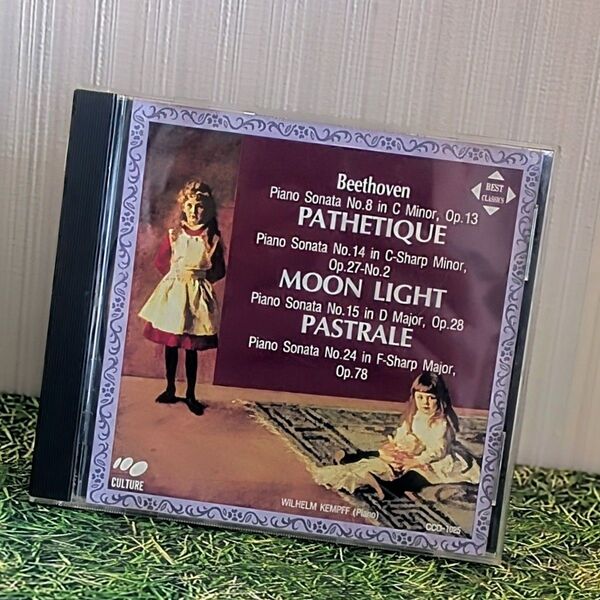 Beethoven
Piano Sonata No.8 in C Minor, Op.13
PATHETIQUE
Piano Sonata No.14 in C-Sharp Minor,
Op.27-No.2
MOON LIGHT
Piano Sonata No.15 in D Major, Op.28
PASTRALE
Piano Sonata No.24 in F-Sharp Major,
Op.78
BEST
CLASSICS
CULTURE
WILHELM KEMPFF (Piano)
CCD-1025